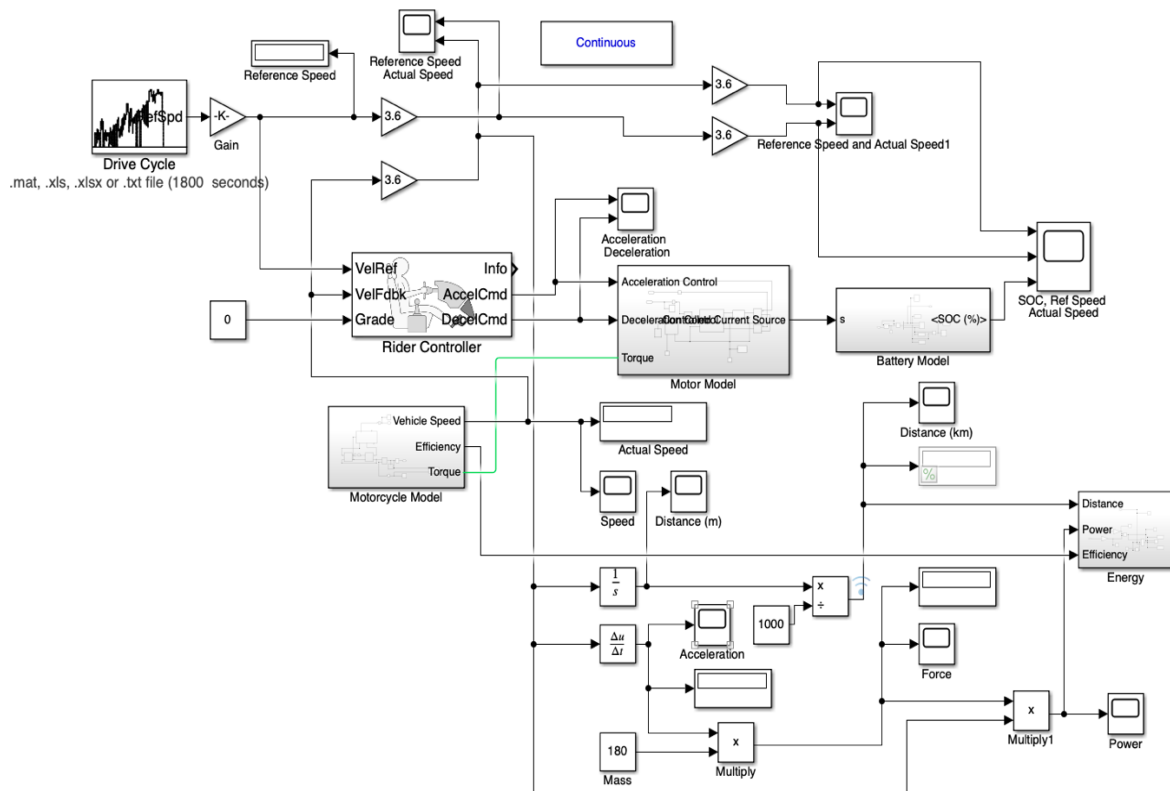 Continuous
Reference Speed
Reference Speed
Actual Speed
RefSpd
-K-
Gain
3.6
3.6
3.6
3.6
Reference Speed and Actual Speed1
Drive Cycle
.mat, .xls, .xlsx or .txt file (1800 seconds)
3.6
Acceleration
Deceleration
VelRef
Info
VelFdbk
AccelCmd
Grade
DecelCmd
Rider Controller
0
Acceleration Control
Deceleration Control
Controlled Current Source
Torque
Motor Model
s
<SOC (%)>
Battery Model
SOC, Ref Speed
Actual Speed
Vehicle Speed
Efficiency
Torque
Motorcycle Model
Actual Speed
Speed
Distance (m)
Distance (km)
%
Distance
Power
Efficiency
Energy
1
s
x
÷
1000
Δu
Δt
Acceleration
Force
180
Mass
x
Multiply
x
Multiply1
Power